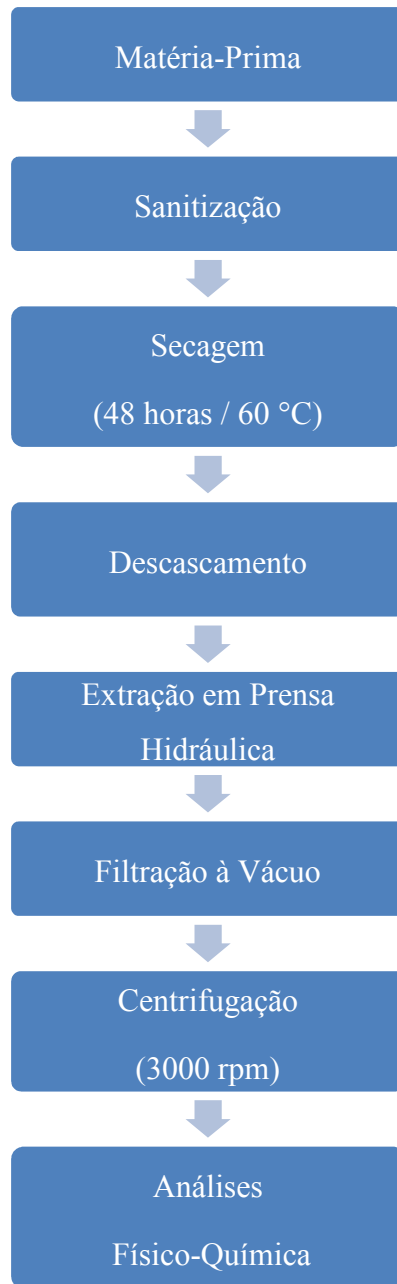 Matéria-Prima
Sanitização
Secagem
(48 horas / 60 °C)
Descascamento
Extração em Prensa
Hidráulica
Filtração à Vácuo
Centrifugação
(3000 rpm)
Análises
Físico-Química